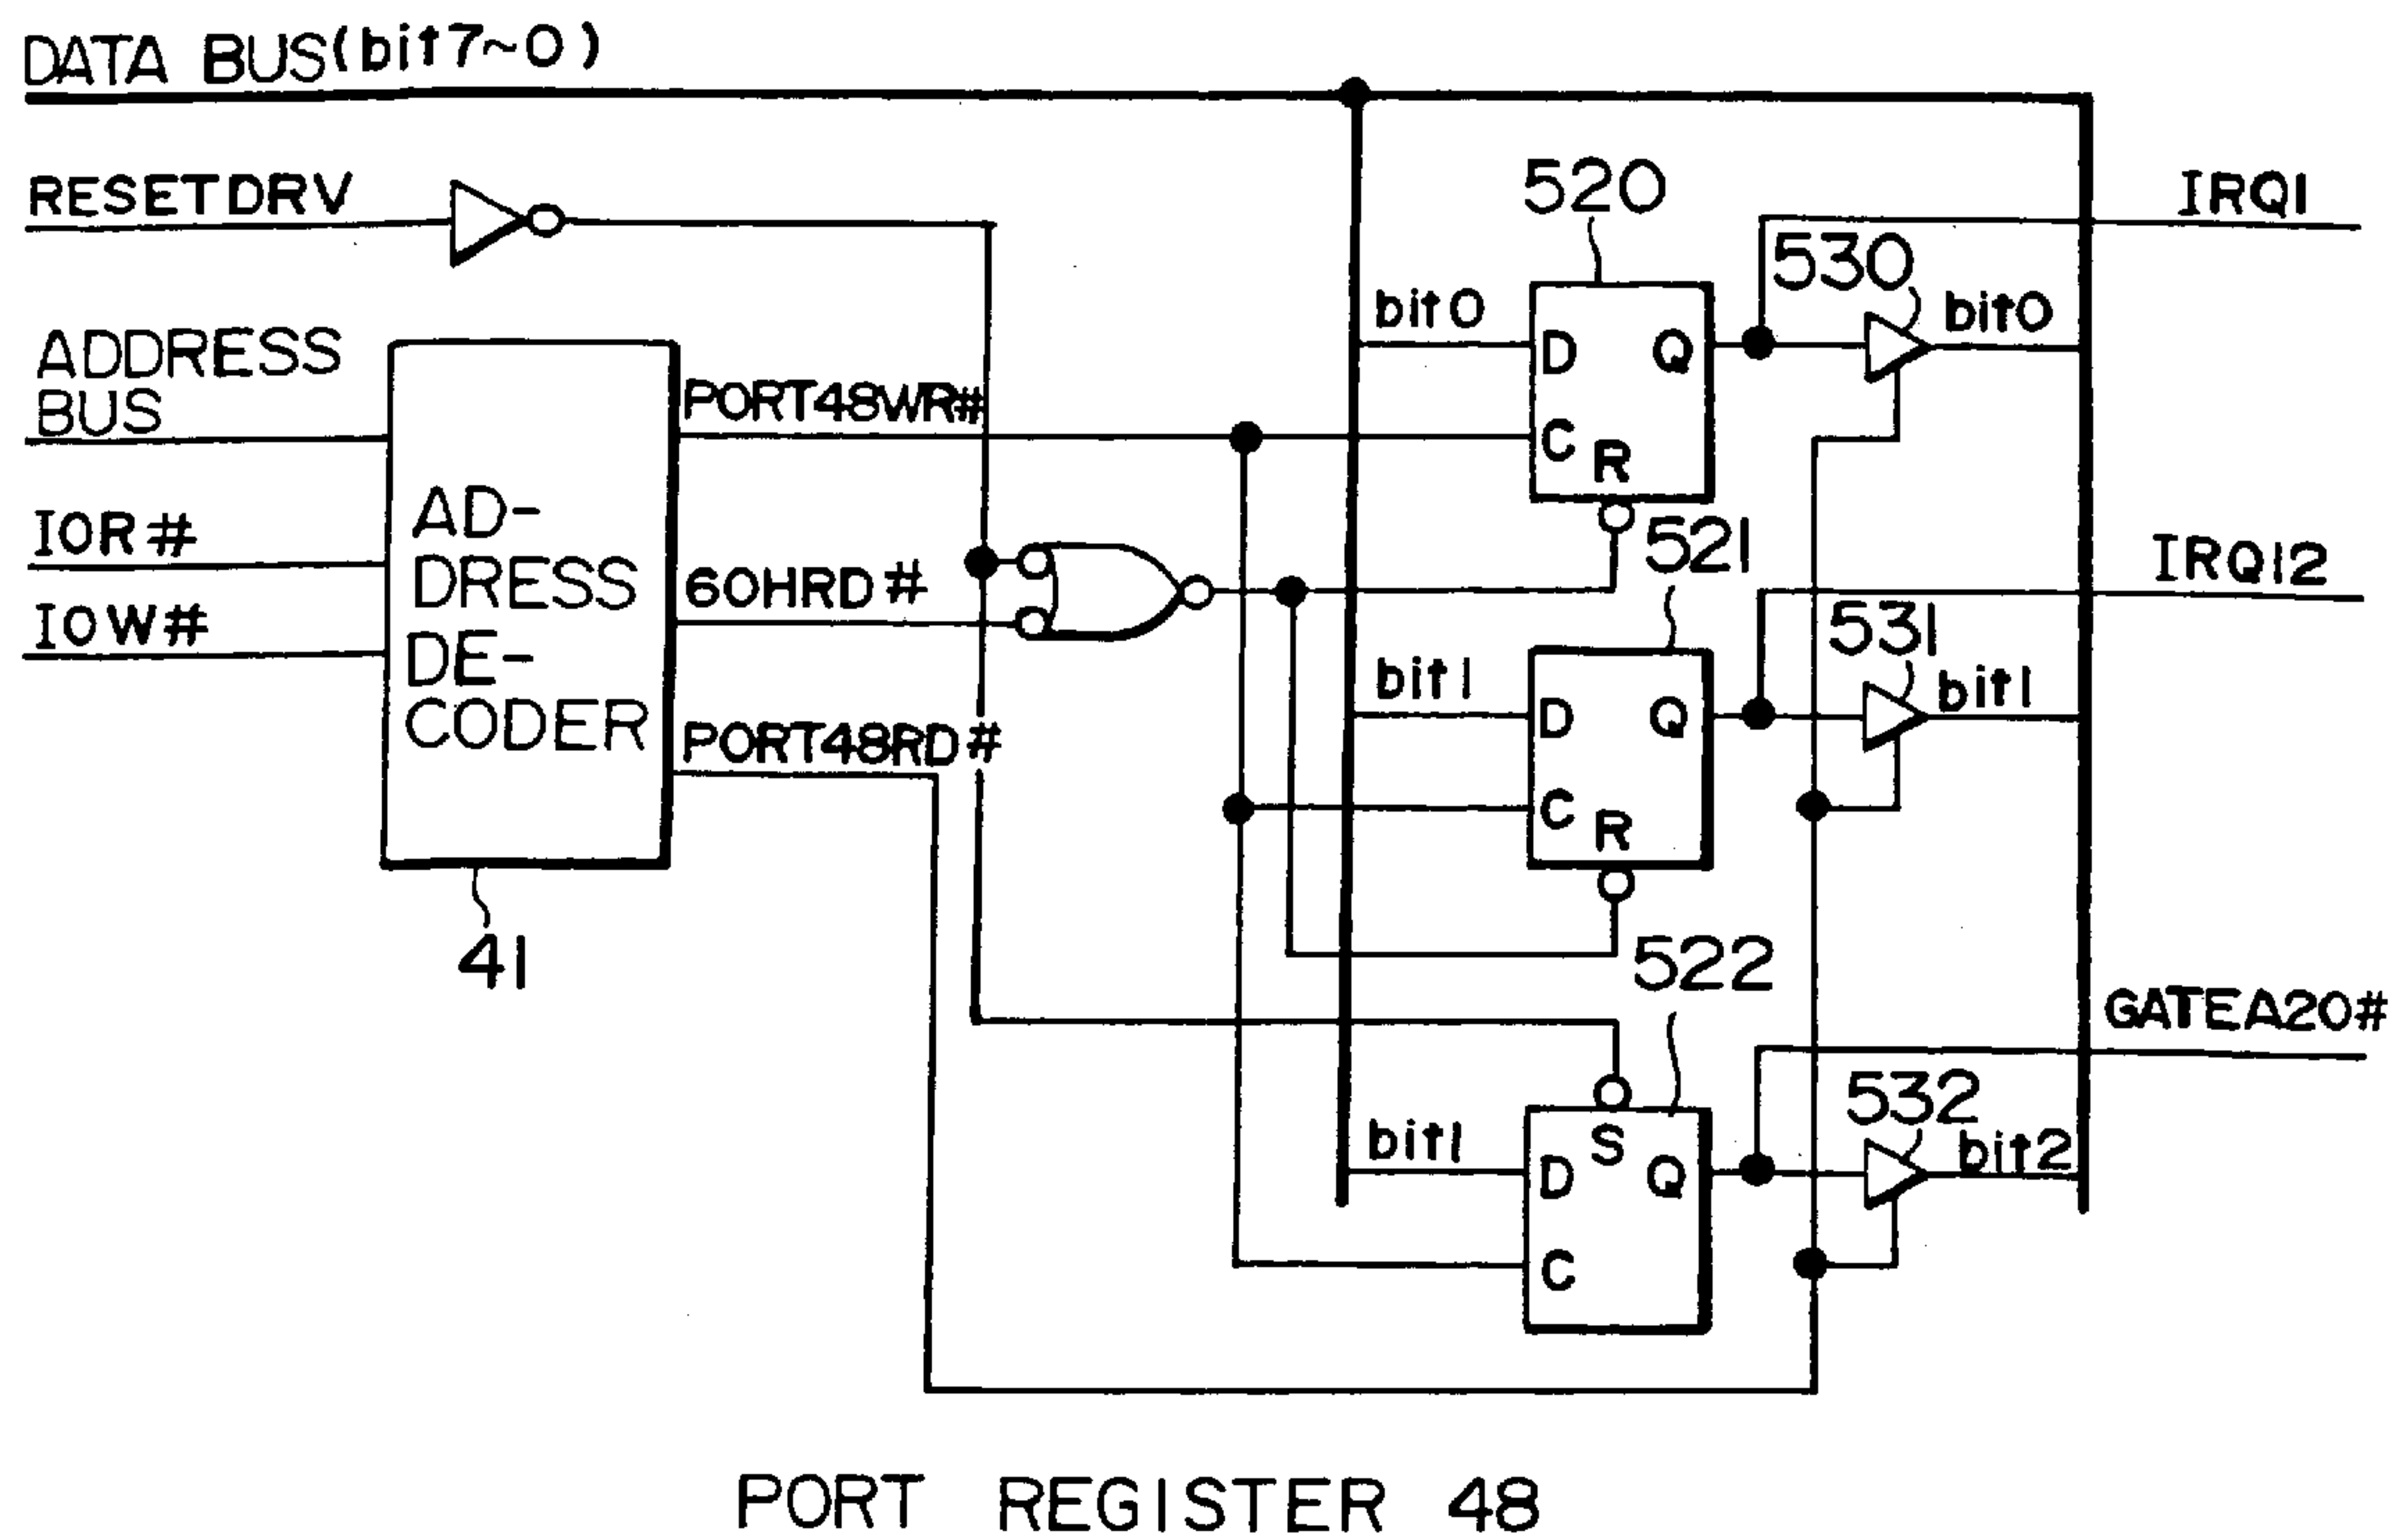 DATA BUS(bit7~0)
RESETDRV
ADDRESS
BUS
IOR#
IOW#
AD-
DRESS
DE-
CODER
41
PORT48WR#
60HRD#
PORT48RD#
520
bit0
D
Q
C
R
530
bit0
IRQ1
521
bit1
D
Q
C
R
531
bit1
IRQ12
522
bit1
D
S
Q
C
532
bit2
GATEA20#
PORT REGISTER 48